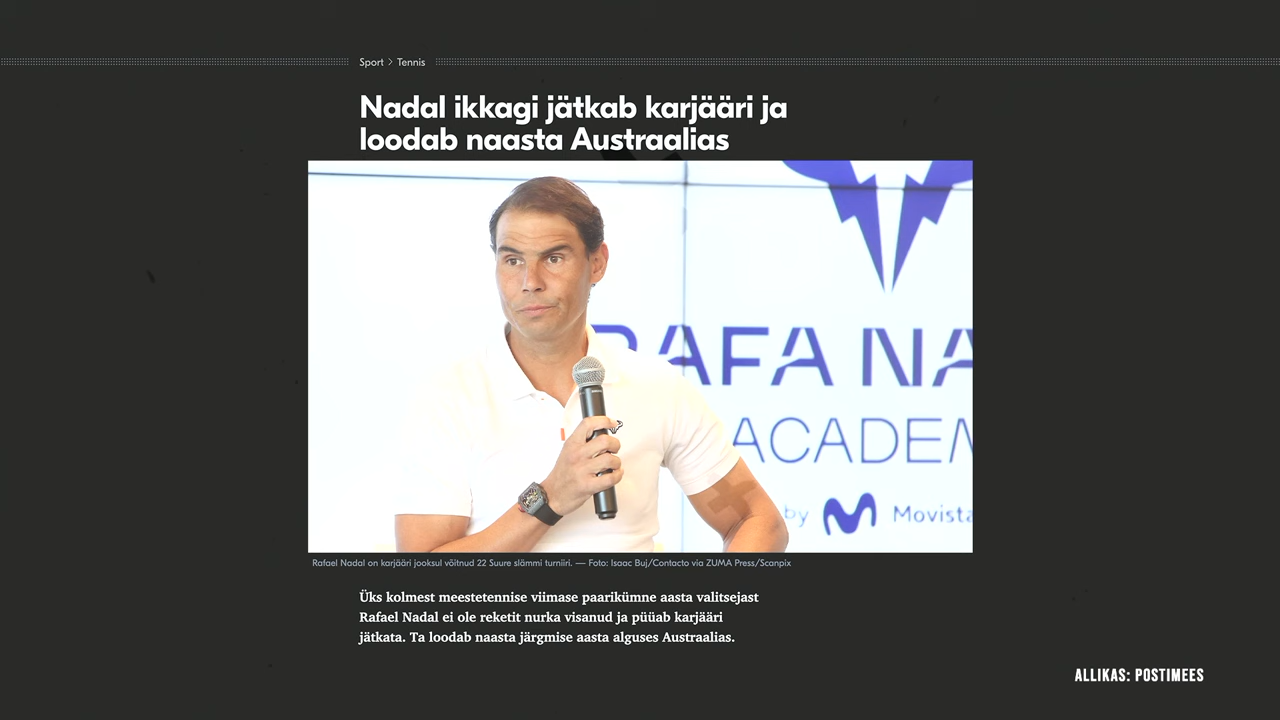 Sport > Tennis
Nadal ikkagi jätkab karjääri ja
loodab naasta Austraalias
RAFA NA
ACADEM
by Movista
Rafael Nadal on karjääri jooksul võitnud 22 Suure slämmi turniiri. — Foto: Isaac Buj/Contacto via ZUMA Press/Scanpix
Üks kolmest meestetennise viimase paarikümne aasta valitsejast
Rafael Nadal ei ole reketit nurka visanud ja püüab karjääri
jätkata. Ta loodab naasta järgmise aasta alguses Austraalias.
ALLIKAS: POSTIMEES